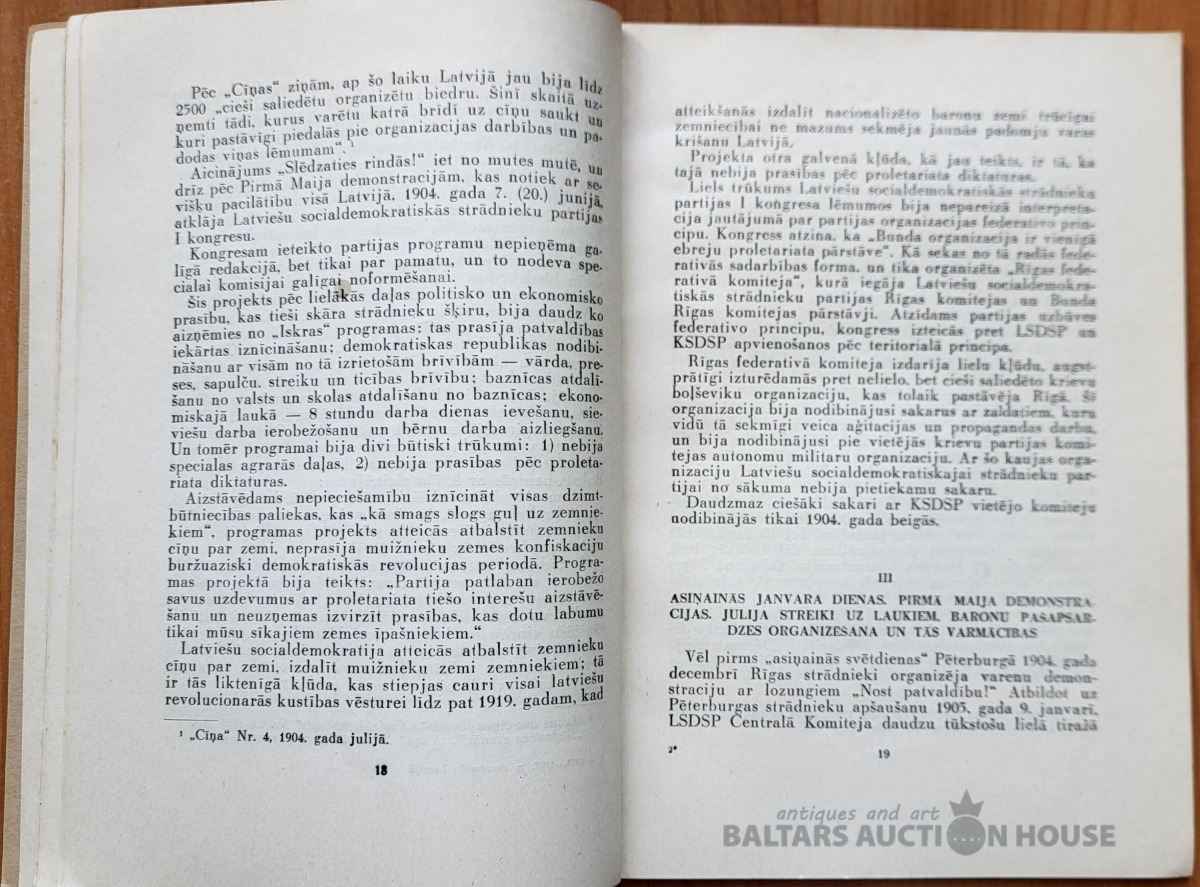 Pēc „Cīņas“ ziņām, ap šo laiku Latvijā jau bija līdz
2500 „cieši saliedētu organizētu biedru. Šinī skaitā uz-
ņemti tādi, kurus varētu katrā brīdī uz cīņu saukt un
kuri pastāvīgi piedalās pie organizacijas darbības un pa-
dodas viņas lēmumam“.¹
Aicinājums „Slēdzaties rindās!“ iet no mutes mutē, un
drīz pēc Pirmā Maija demonstracijām, kas notiek ar se-
višķu pacilātību visā Latvijā, 1904. gada 7. (20.) junijā,
atklāja Latviešu socialdemokratiskās strādnieku partijas
I kongresu.
Kongresam ieteikto partijas programu nepieņēma ga-
līgā redakcijā, bet tikai par pamatu, un to nodeva spe-
cialai komisijai galīgai noformēšanai.
Šis projekts pēc lielākās daļas politisko un ekonomisko
prasību, kas tieši skāra strādnieku šķiru, bija daudz ko
aizņēmies no „Iskras“ programas: tas prasīja patvaldības
iekārtas iznīcināšanu; demokratiskas republikas nodibi-
nāšanu ar visām no tā izrietošām brīvībām — vārda, pre-
ses, sapulču, streiku un ticības brīvību; baznīcas atdalī-
šanu no valsts un skolas atdalīšanu no baznīcas; ekono-
miskajā laukā — 8 stundu darba dienas ievešanu, sie-
viešu darba ierobežošanu un bērnu darba aizliegšanu.
Un tomēr programai bija divi būtiski trūkumi: 1) nebija
specialas agrarās daļas, 2) nebija prasības pēc proleta-
riata diktaturas.
Aizstāvēdams nepieciešamību iznīcināt visas dzimt-
būtniecības paliekas, kas „kā smags slogs guļ uz zemnie-
kiem“, programas projekts atteicās atbalstīt zemnieku
cīņu par zemi, neprasīja muižnieku zemes konfiskaciju
buržuaziski demokratiskās revolucijas periodā. Progra-
mas projektā bija teikts: „Partija patlaban ierobežo
savus uzdevumus ar proletariata tiešo interešu aizstāvē-
šanu un neuzņemas izvirzīt prasības, kas dotu labumu
tikai mūsu sīkajiem zemes īpašniekiem.“
Latviešu socialdemokratija atteicās atbalstīt zemnieku
cīņu par zemi, izdalīt muižnieku zemi zemniekiem; tā
ir tās liktenīgā kļūda, kas stiepjas cauri visai latviešu
revolucionarās kustības vēsturei līdz pat 1919. gadam, kad
¹ „Cīņa“ Nr. 4, 1904. gada julijā.
18
atteikšanās izdalīt nacionalizēto baronu zemi trūcīgai
zemniecībai ne mazums sekmēja jaunās padomju varas
krišanu Latvijā.
Projekta otra galvenā kļūda, kā jau teikts, ir tā, ka
tajā nebija prasības pēc proletariata diktaturas.
Liels trūkums Latviešu socialdemokratiskās strādnieku
partijas I kongresa lēmumos bija nepareizā interpreta-
cija jautājumā par partijas organizacijas federativo prin-
cipu. Kongress atzina, ka „Bunda organizacija ir vienīgā
ebreju proletariata pārstāve“. Kā sekas no tā radās fede-
rativās sadarbības forma, un tika organizēta „Rīgas fede-
rativā komiteja“, kurā iegāja Latviešu socialdemokra-
tiskās strādnieku partijas Rīgas komitejas un Bunda
Rīgas komitejas pārstāvji. Atzīdams partijas uzbūves
federativo principu, kongress izteicās pret LSDSP un
KSDSP apvienošanos pēc teritorialā principa.
Rīgas federativā komiteja izdarīja lielu kļūdu, augst-
prātīgi izturēdamās pret nelielo, bet cieši saliedēto krievu
boļševiku organizaciju, kas tolaik pastāvēja Rīgā. Šī
organizacija bija nodibinājusi sakarus ar zaldatiem, kuru
vidū tā sekmīgi veica aģitacijas un propagandas darbu,
un bija nodibinājusi pie vietējās krievu partijas komi-
tejas autonomu militaru organizaciju. Ar šo kaujas orga-
nizaciju Latviešu socialdemokratiskajai strādnieku par-
tijai no sākuma nebija pietiekamu sakaru.
Daudzmaz ciešāki sakari ar KSDSP vietējo komiteju
nodibinājās tikai 1904. gada beigās.
III
ASIŅAINĀS JANVARA DIENAS. PIRMĀ MAIJA DEMONSTRA-
CIJAS. JULIJA STREIKI UZ LAUKIEM. BARONU PAŠAPSAR-
DZES ORGANIZĒŠANA UN TĀS VARMĀCĪBAS
Vēl pirms „asiņainās svētdienas“ Pēterburgā 1904. gada
decembrī Rīgas strādnieki organizēja varenu demon-
straciju ar lozungiem „Nost patvaldību!“ Atbildot uz
Pēterburgas strādnieku apšaušanu 1905. gada 9. janvarī,
LSDSP Centralā Komiteja daudzu tūkstošu lielā tiražā
2*
19
antiques and art
BALTARS AUCTION HOUSE